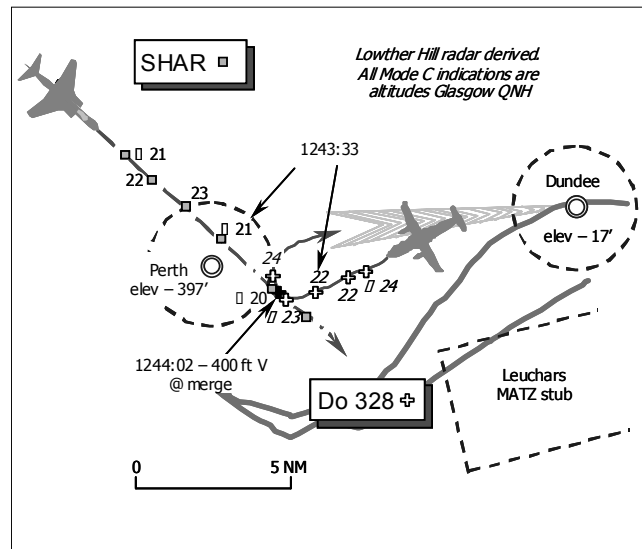 SHAR
Lowther Hill radar derived.
All Mode C indications are
altitudes Glasgow QNH
1243:33
21
22
23
21
Dundee
elev – 17'
Perth
elev – 397'
24
22
22
24
20
23
1244:02 – 400 ft V
@ merge
Do 328
Leuchars
MATZ stub
0
5 NM